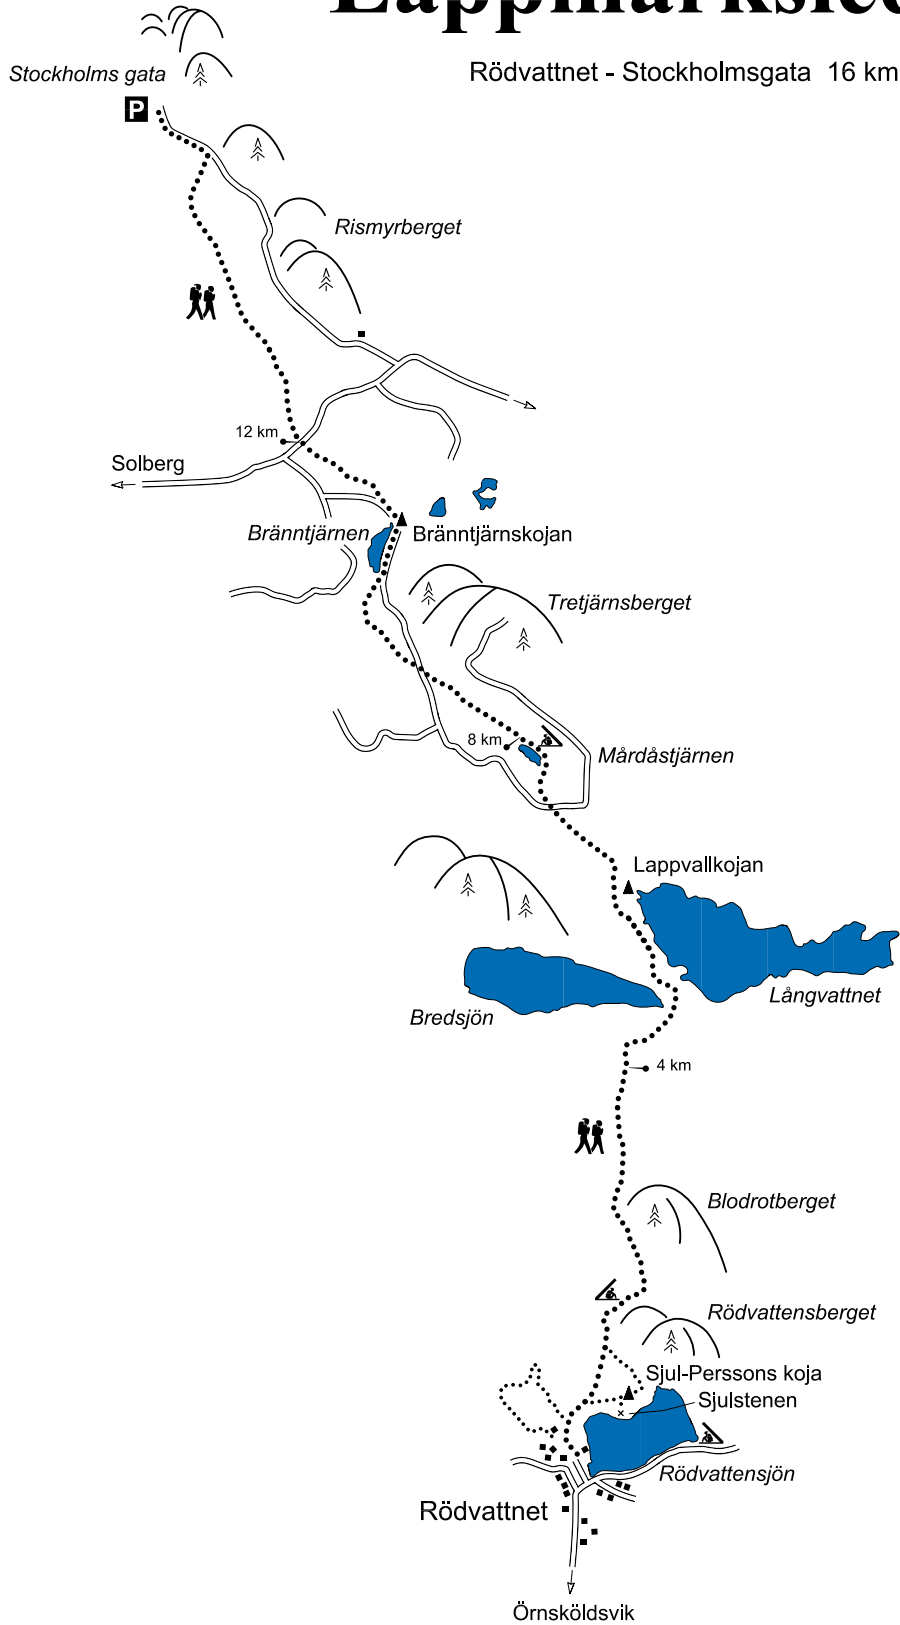 Rödvattnet - Stockholmsgata 16 km
Stockholms gata
P
Rismyrberget
12 km
Solberg
Bränntjärnen
Bränntjärnskojan
Tretjärnsberget
8 km
Mårdåstjärnen
Lappvallkojan
Långvattnet
Bredsjön
4 km
Blodrotberget
Rödvattensberget
Sjul-Perssons koja
Sjulstenen
Rödvattensjön
Rödvattnet
Örnsköldsvik